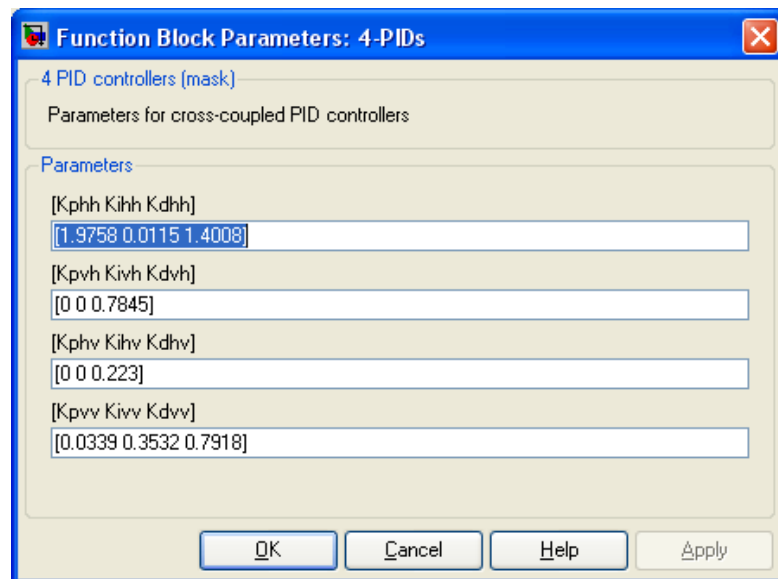 Function Block Parameters: 4-PIDs
4 PID controllers (mask)
Parameters for cross-coupled PID controllers
Parameters
[Kphh Kihh Kdhh]
[1.9758 0.0115 1.4008]
[Kpvh Kivh Kdvh]
[0 0 0.7845]
[Kphv Kihv Kdhv]
[0 0 0.223]
[Kpvv Kivv Kdvv]
[0.0339 0.3532 0.7918]
OK Cancel Help Apply